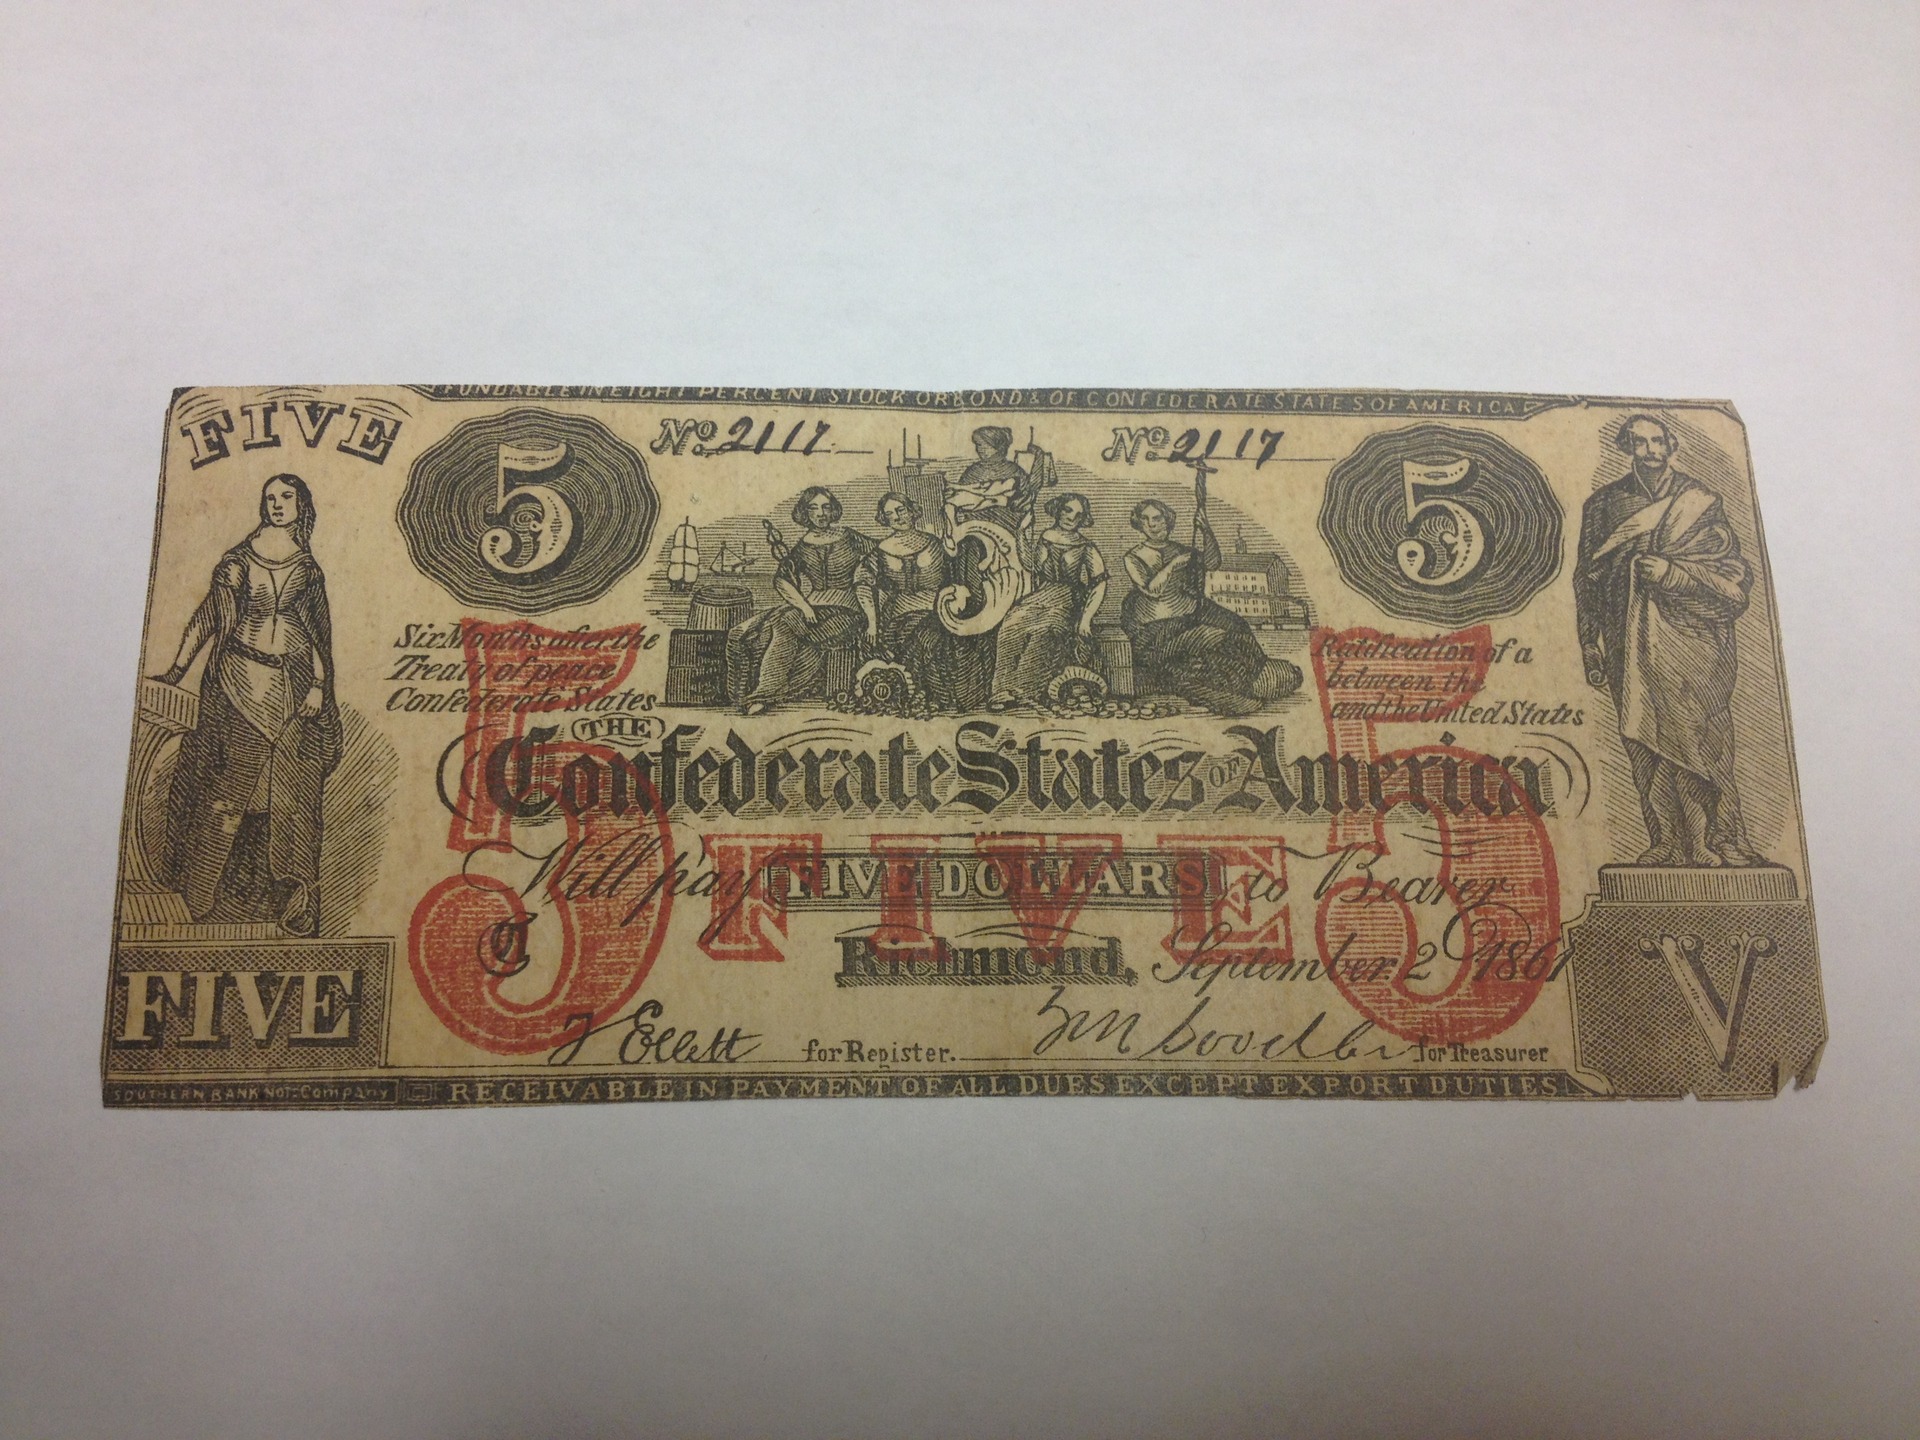 FUNDABLE IN EIGHT PERCENT STOCK OR BONDS OF CONFEDERATE STATES OF AMERICA
FIVE
5
No. 2117
No. 2117
5
5
Six Months after the
Ratification of a
Treaty of peace
between the
Confederate States
and the United States
THE
Confederate States OF America
Will pay FIVE DOLLARS to Bearer
5 FIVE 5
Richmond, September 2 1861
FIVE
V
J Ellett for Register.
for Treasurer
SOUTHERN BANK NOTE Company
RECEIVABLE IN PAYMENT OF ALL DUES EXCEPT EXPORT DUTIES